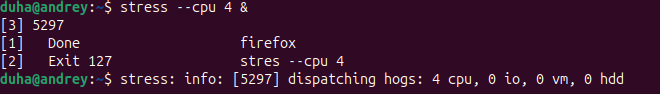 duha@andrey:~$ stress --cpu 4 &
[3] 5297
[1]   Done                    firefox
[2]   Exit 127                stres --cpu 4
duha@andrey:~$ stress: info: [5297] dispatching hogs: 4 cpu, 0 io, 0 vm, 0 hdd